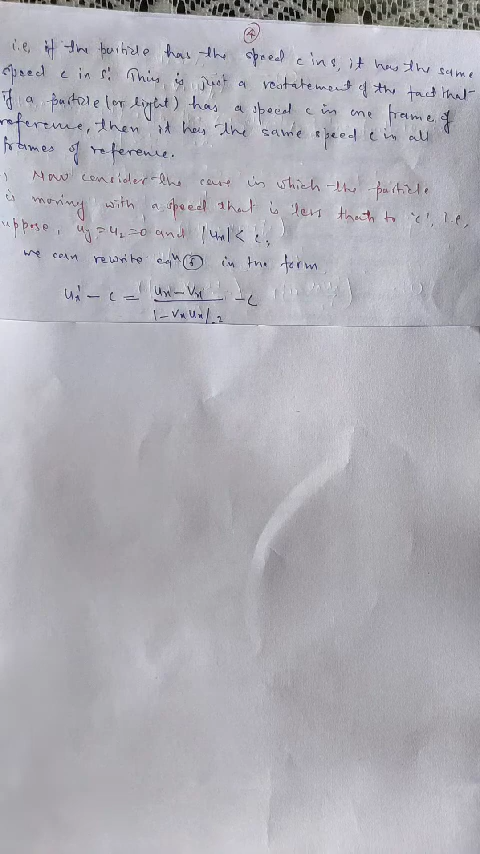 4
i.e, if the particle has the speed c in s, it has the same
speed c in s'. This is just a restatement of the fact that
if a particle (or light) has a speed c in one frame of
reference, then it has the same speed c in all
frames of reference.
Now consider the case in which the particle
is moving with a speed that is less than to 'c', i.e,
uppose, uy = uz = 0 and |ux| < c,
we can rewrite eqn 5 in the form
ux' - c = ux - vx / 1 - vx ux/c2 - c